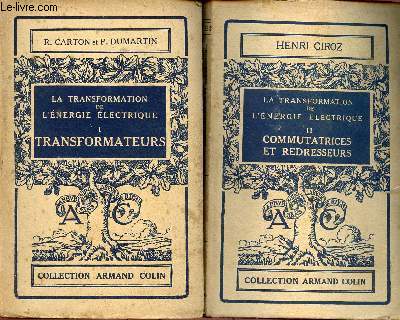 R. CARTON et P. DUMARTIN
LA TRANSFORMATION
DE
L'ÉNERGIE ÉLECTRIQUE
I
TRANSFORMATEURS
A C
COLLECTION ARMAND COLIN
HENRI GIROZ
LA TRANSFORMATION
DE
L'ÉNERGIE ÉLECTRIQUE
II
COMMUTATRICES
ET REDRESSEURS
A C
COLLECTION ARMAND COLIN